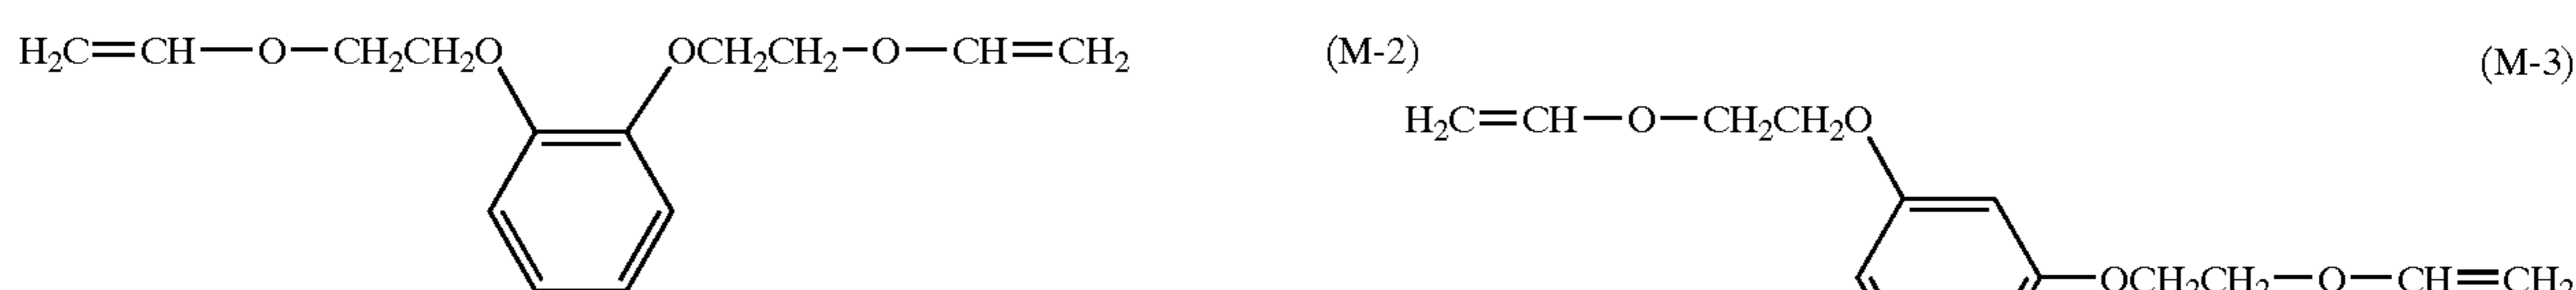 H₂C=CH—O—CH₂CH₂O OCH₂CH₂—O—CH=CH₂ (M-2)
(M-3)
H₂C=CH—O—CH₂CH₂O
OCH₂CH₂—O—CH=CH₂